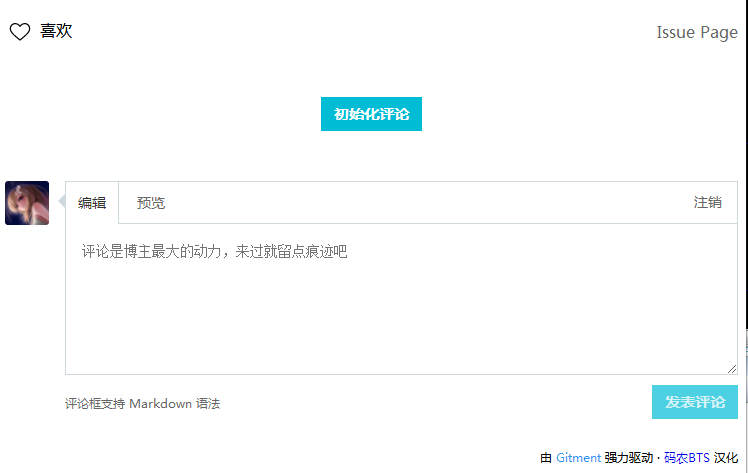 喜欢 Issue Page
初始化评论
编辑 预览 注销
评论是博主最大的动力，来过就留点痕迹吧
评论框支持 Markdown 语法 发表评论
由 Gitment 强力驱动 · 码农BTS 汉化